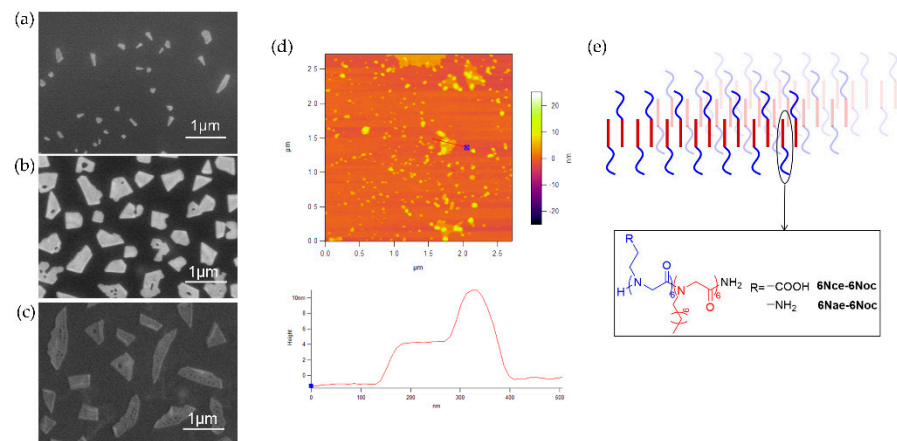 (a)
1μm
(b)
1μm
(c)
1μm
(d)
2.5
2.0
1.5
1.0
0.5
0.0
μm
0.0
0.5
1.0
1.5
2.0
2.5
μm
20
10
0
-10
-20
nm
10nm
8
6
4
2
0
Height
0
100
200
300
400
500
nm
(e)
R
O
H
N
6
N
6
NH₂
O
6
R= -COOH 6Nce-6Noc
-NH₂ 6Nae-6Noc